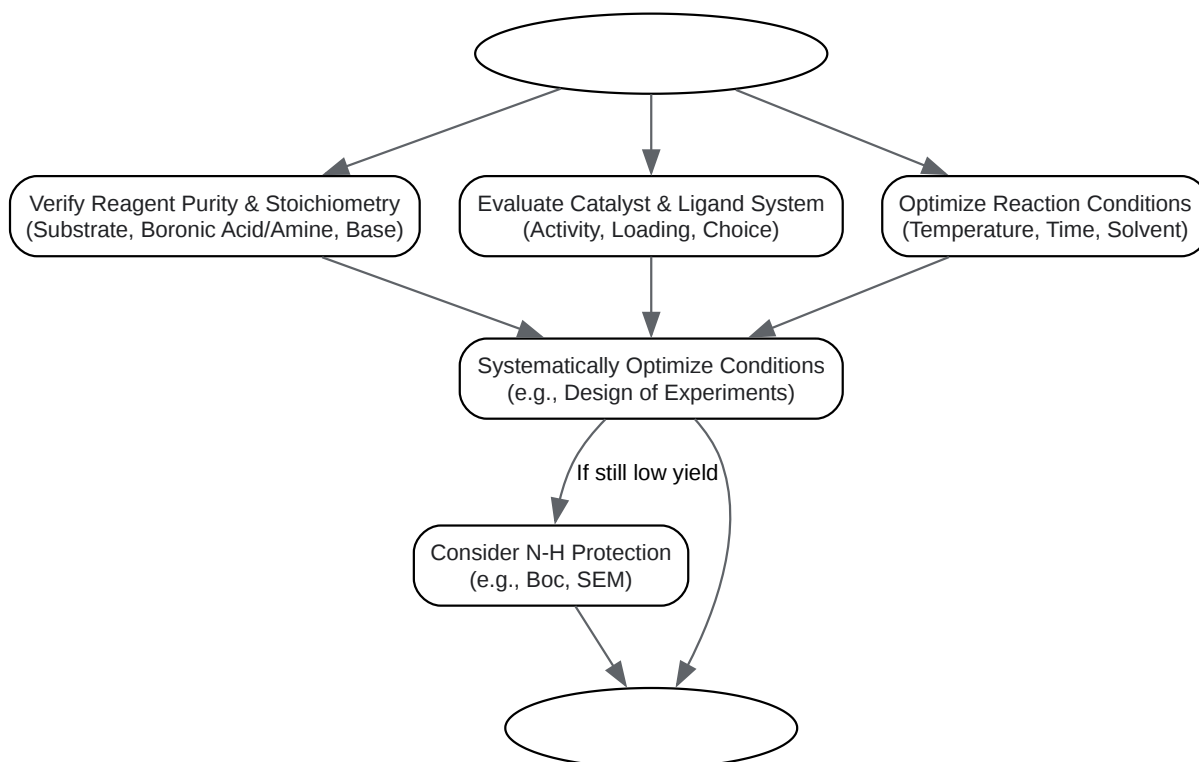 Verify Reagent Purity & Stoichiometry
(Substrate, Boronic Acid/Amine, Base)
Evaluate Catalyst & Ligand System
(Activity, Loading, Choice)
Optimize Reaction Conditions
(Temperature, Time, Solvent)
Systematically Optimize Conditions
(e.g., Design of Experiments)
If still low yield
Consider N-H Protection
(e.g., Boc, SEM)